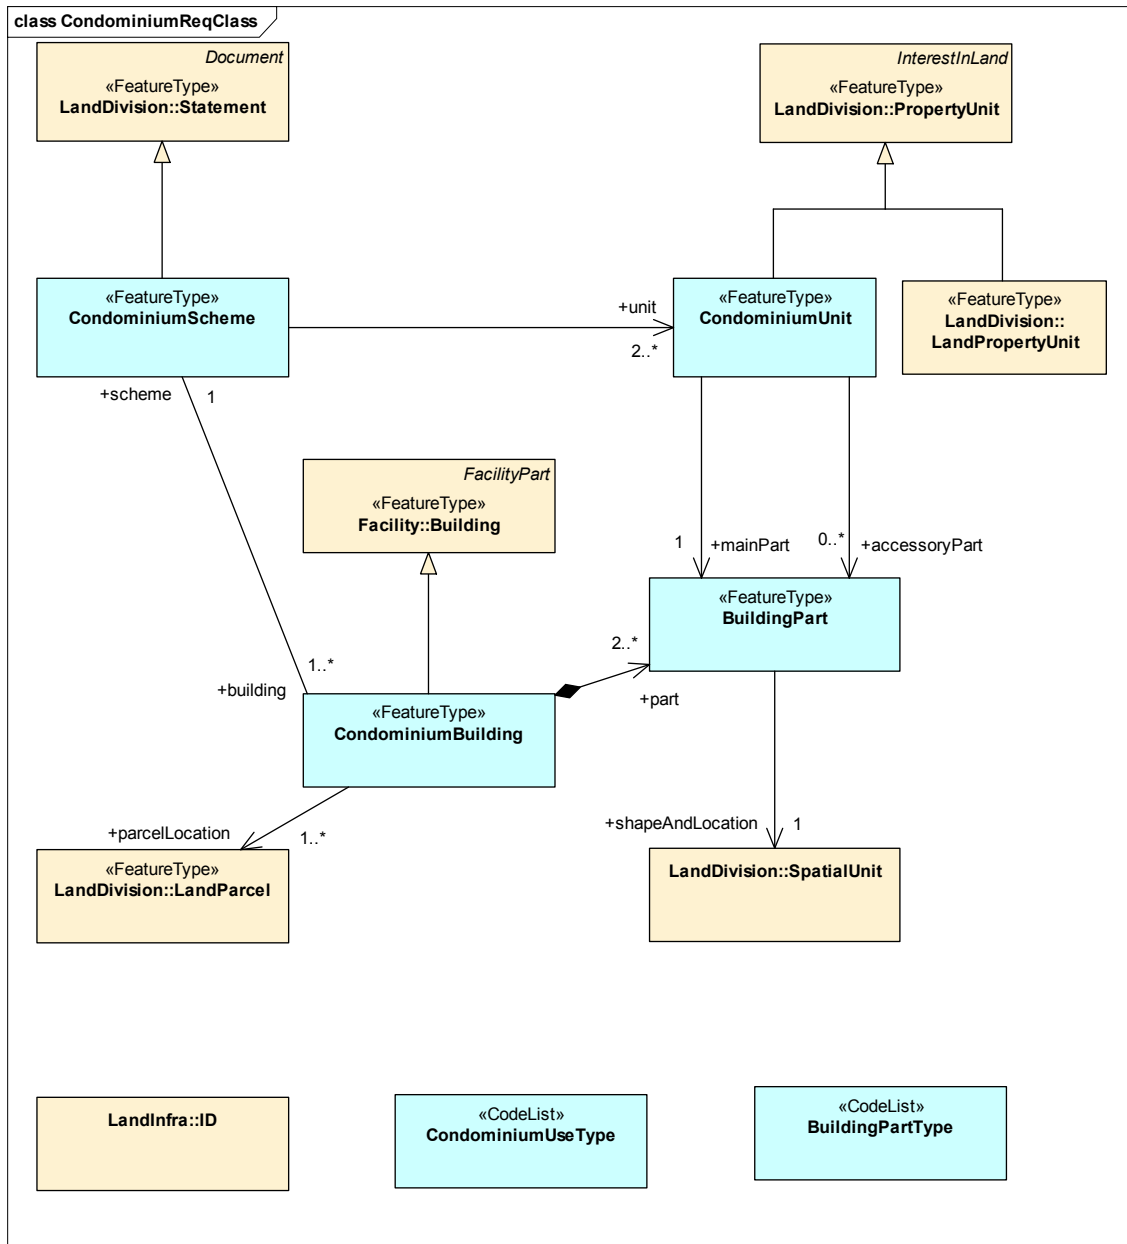 class CondominiumReqClass
Document
«FeatureType»
LandDivision::Statement
InterestInLand
«FeatureType»
LandDivision::PropertyUnit
«FeatureType»
CondominiumScheme
+unit
2..*
«FeatureType»
CondominiumUnit
«FeatureType»
LandDivision::
LandPropertyUnit
+scheme
1
FacilityPart
«FeatureType»
Facility::Building
1
+mainPart
0..*
+accessoryPart
«FeatureType»
BuildingPart
2..*
+part
1..*
+building
«FeatureType»
CondominiumBuilding
+parcelLocation
1..*
+shapeAndLocation
1
«FeatureType»
LandDivision::LandParcel
LandDivision::SpatialUnit
LandInfra::ID
«CodeList»
CondominiumUseType
«CodeList»
BuildingPartType